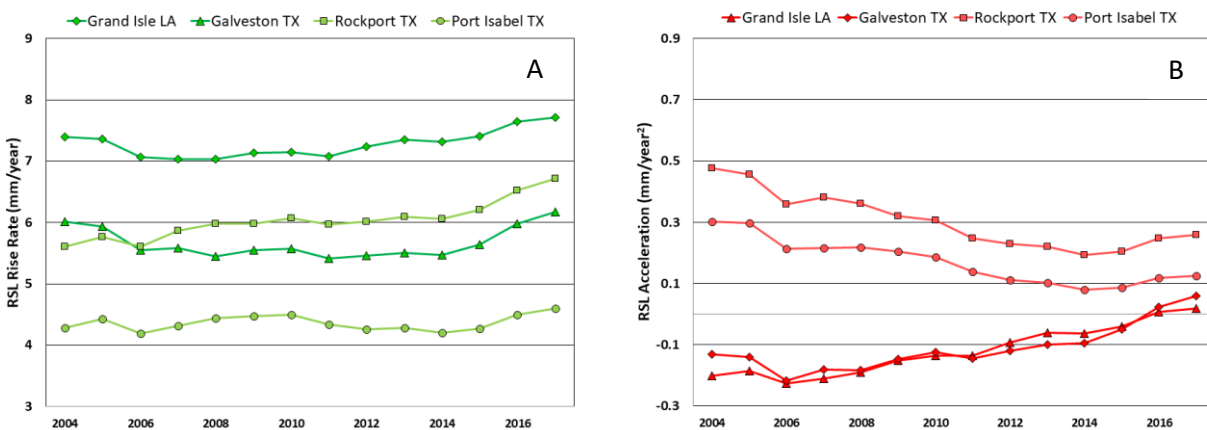 Grand Isle LA Galveston TX Rockport TX Port Isabel TX
A
RSL Rise Rate (mm/year)
9
8
7
6
5
4
3
2004 2006 2008 2010 2012 2014 2016
Grand Isle LA Galveston TX Rockport TX Port Isabel TX
B
RSL Acceleration (mm/year²)
0.9
0.7
0.5
0.3
0.1
-0.1
-0.3
2004 2006 2008 2010 2012 2014 2016